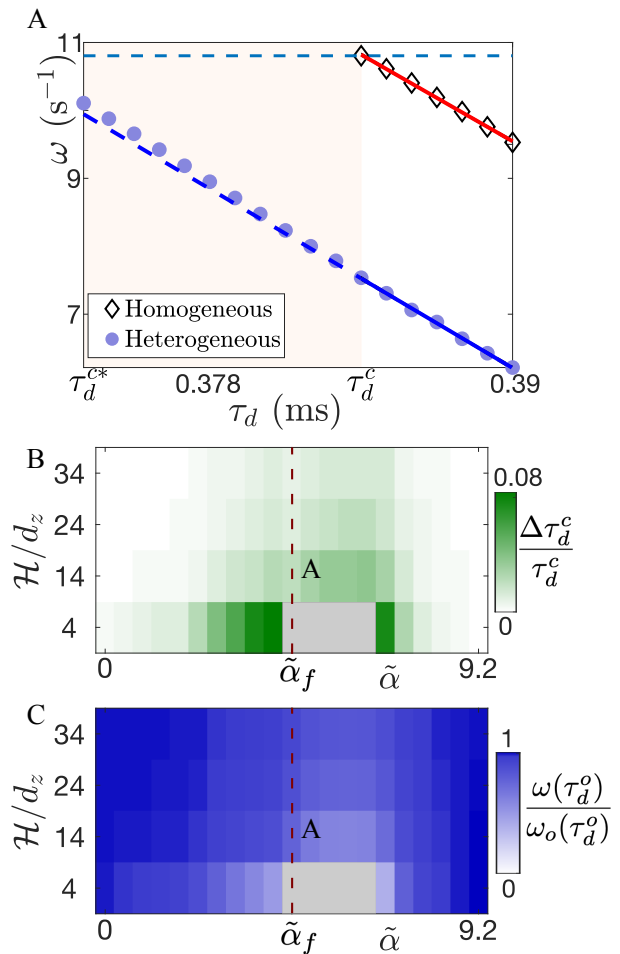 A
11
9
7
ω (s⁻¹)
Homogeneous
Heterogeneous
τ_d^{c*} 0.378 τ_d^c 0.39
τ_d (ms)
B
34
24
14
4
ℋ/d_z
A
0.08
0
Δτ_d^c / τ_d^c
0 α̃_f α̃ 9.2
C
34
24
14
4
ℋ/d_z
A
1
0
ω(τ_d^o) / ω_o(τ_d^o)
0 α̃_f α̃ 9.2